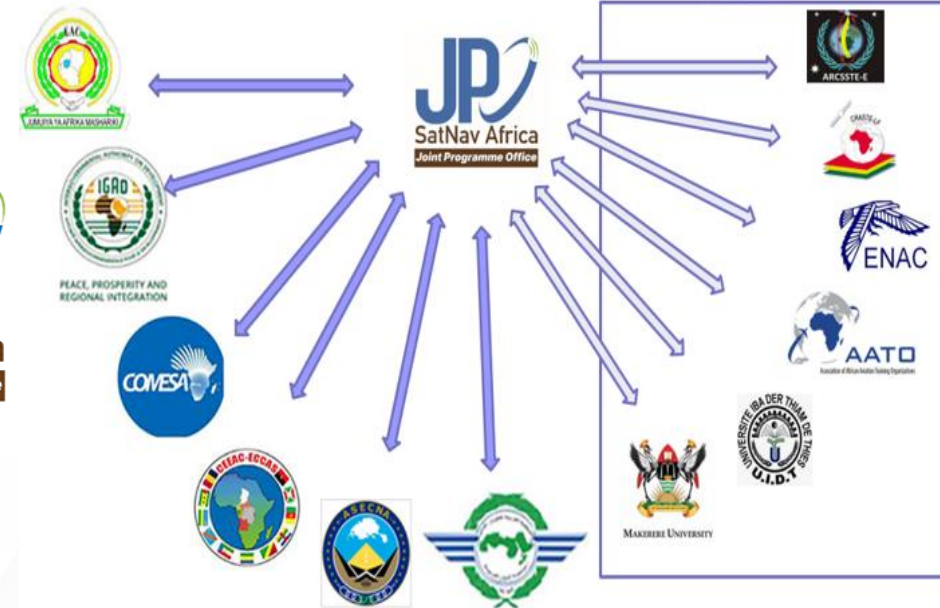 JP
SatNav Africa
Joint Programme Office
EAC
JUMUIYA YA AFRIKA MASHARIKI
IGAD
PEACE, PROSPERITY AND
REGIONAL INTEGRATION
COMESA
CEEAC-ECCAS
ASECNA
ARCSSTE-E
CRASTE-LF
ENAC
AATO
Association of African Aviation Training Organizations
UNIVERSITE IBA DER THIAM DE THIES
U.I.D.T
MAKERERE UNIVERSITY